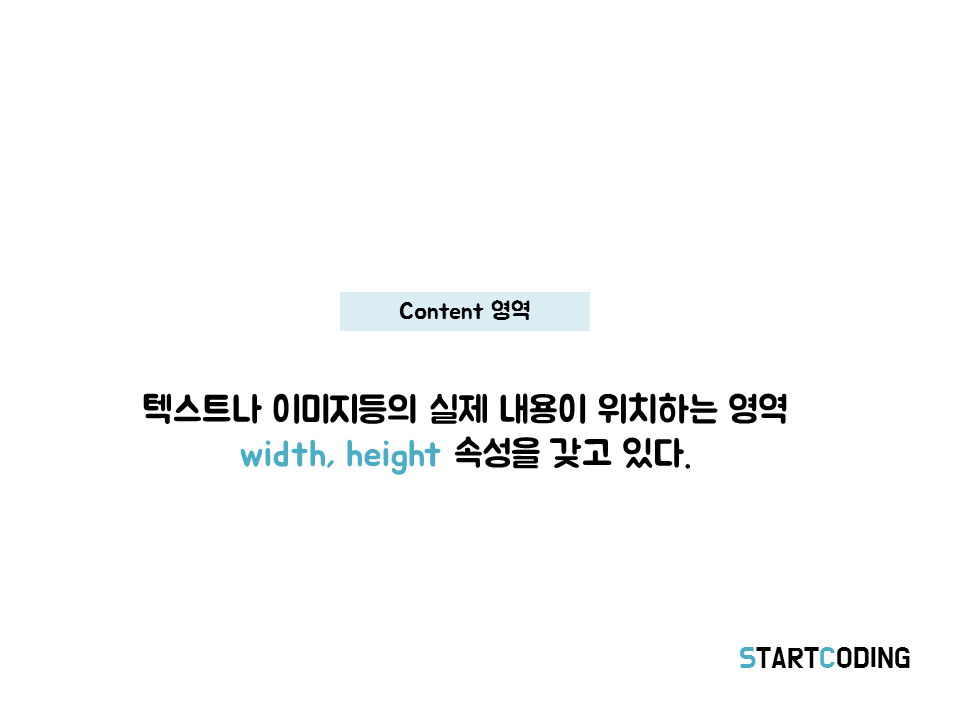 Content 영역
텍스트나 이미지등의 실제 내용이 위치하는 영역
width, height 속성을 갖고 있다.
STARTCODING